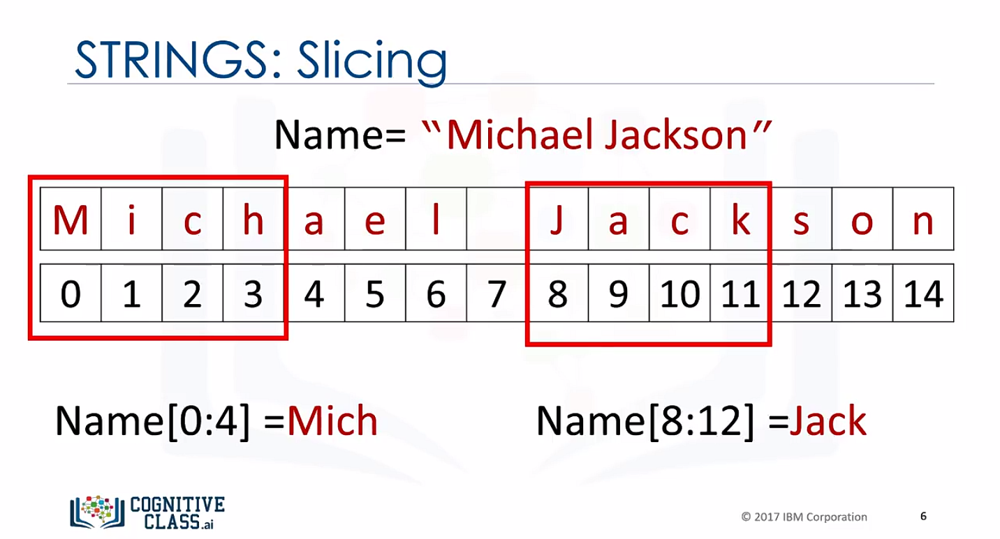 STRINGS: Slicing
Name= “Michael Jackson”
M i c h a e l J a c k s o n
0 1 2 3 4 5 6 7 8 9 10 11 12 13 14
Name[0:4] =Mich
Name[8:12] =Jack
COGNITIVE
CLASS.ai
© 2017 IBM Corporation
6